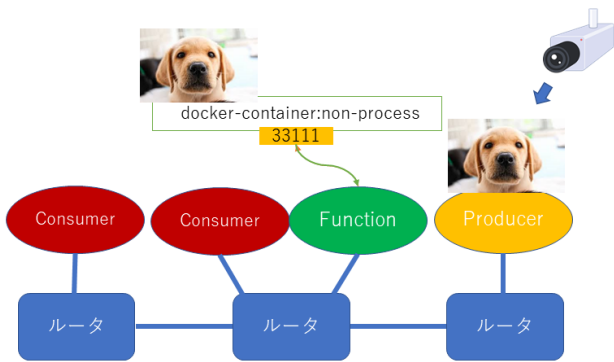 docker-container:non-process
33111
Consumer
Consumer
Function
Producer
ルータ
ルータ
ルータ